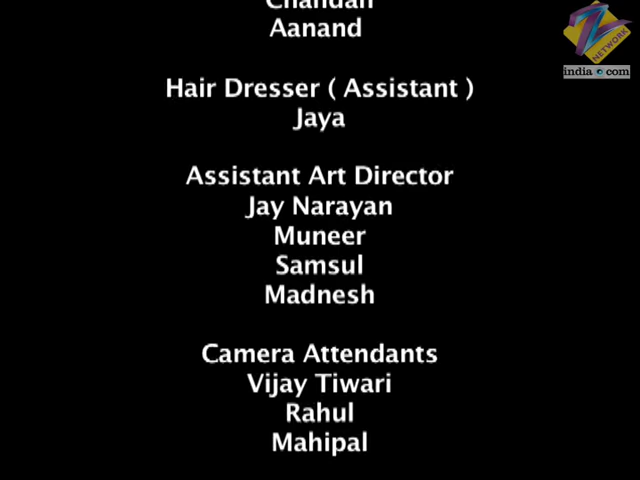 Chandan
Aanand
Hair Dresser ( Assistant )
Jaya
Assistant Art Director
Jay Narayan
Muneer
Samsul
Madnesh
Camera Attendants
Vijay Tiwari
Rahul
Mahipal
Z
NETWORK
india.com